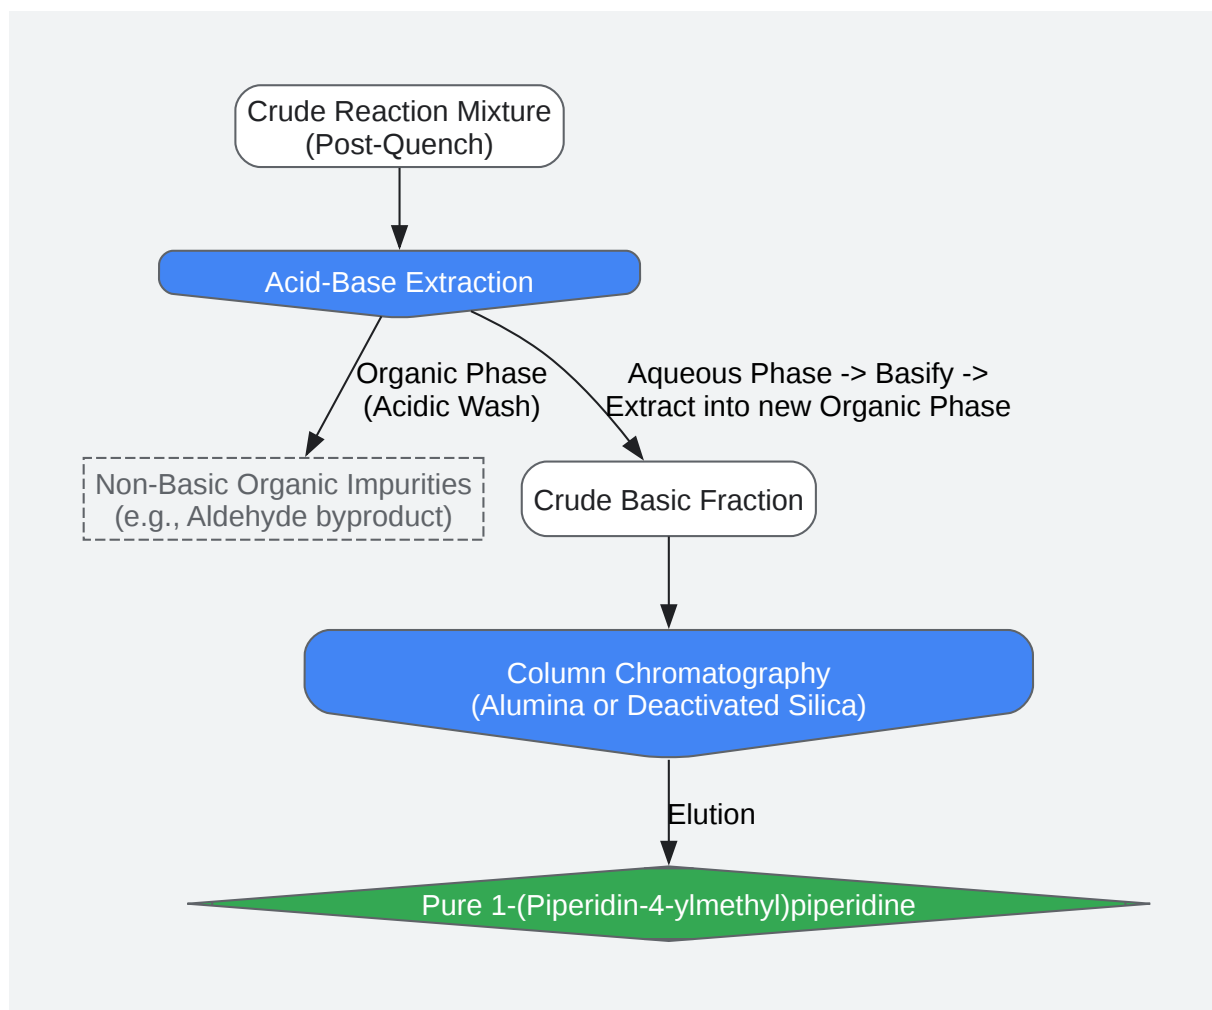 Crude Reaction Mixture
(Post-Quench)
Acid-Base Extraction
Organic Phase
(Acidic Wash)
Aqueous Phase -> Basify ->
Extract into new Organic Phase
Non-Basic Organic Impurities
(e.g., Aldehyde byproduct)
Crude Basic Fraction
Column Chromatography
(Alumina or Deactivated Silica)
Elution
Pure 1-(Piperidin-4-ylmethyl)piperidine